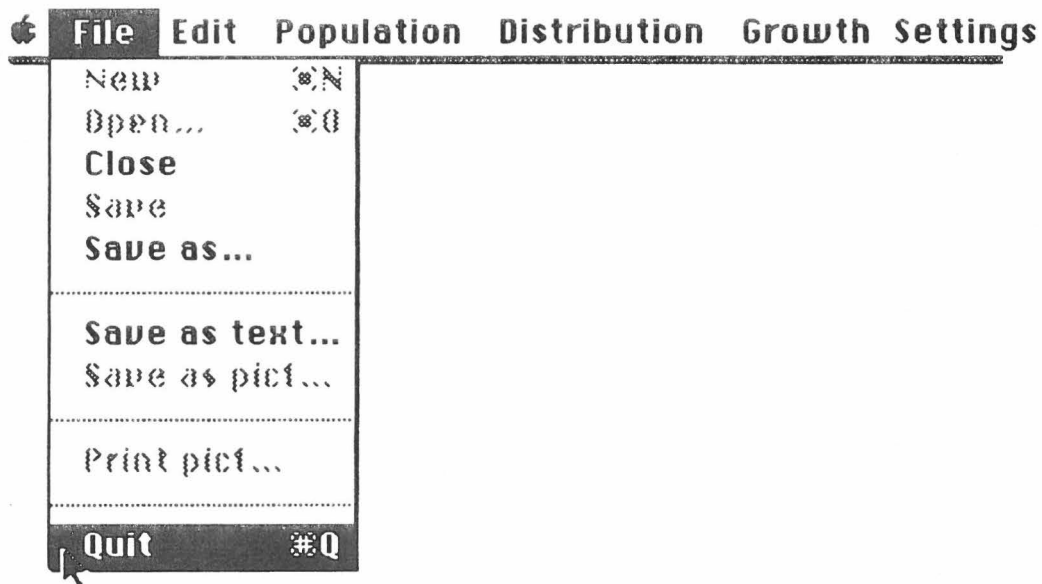 File Edit Population Distribution Growth Settings
New ⌘N
Open... ⌘O
Close
Save
Save as...
Save as text...
Save as pict...
Print pict...
Quit ⌘Q